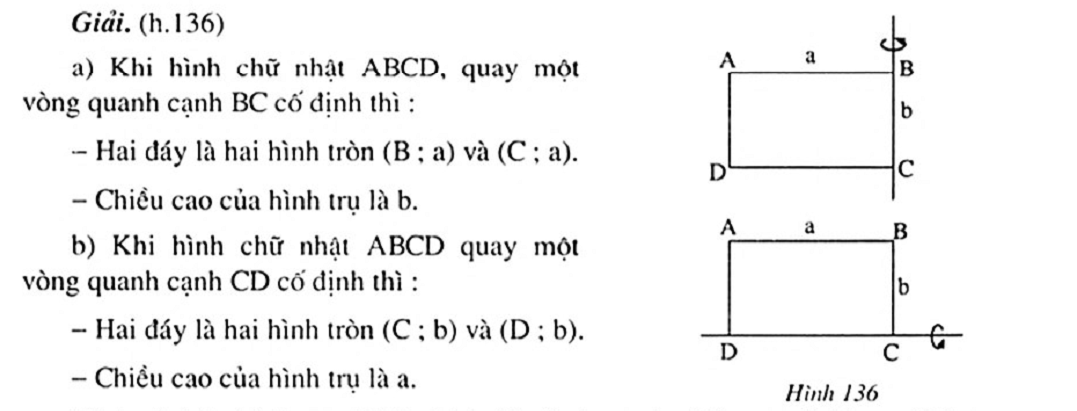 Giải. (h.136)
a) Khi hình chữ nhật ABCD, quay một
vòng quanh cạnh BC cố định thì :
– Hai đáy là hai hình tròn (B ; a) và (C ; a).
– Chiều cao của hình trụ là b.
b) Khi hình chữ nhật ABCD quay một
vòng quanh cạnh CD cố định thì :
– Hai đáy là hai hình tròn (C ; b) và (D ; b).
– Chiều cao của hình trụ là a.
A a B
b
D C
A a B
b
D C
Hình 136